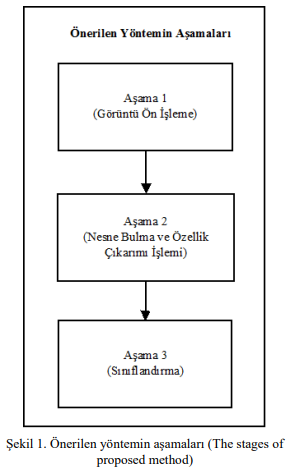 Önerilen Yöntemin Aşamaları
Aşama 1
(Görüntü Ön İşleme)
Aşama 2
(Nesne Bulma ve Özellik
Çıkarımı İşlemi)
Aşama 3
(Sınıflandırma)
Şekil 1. Önerilen yöntemin aşamaları (The stages of
proposed method)